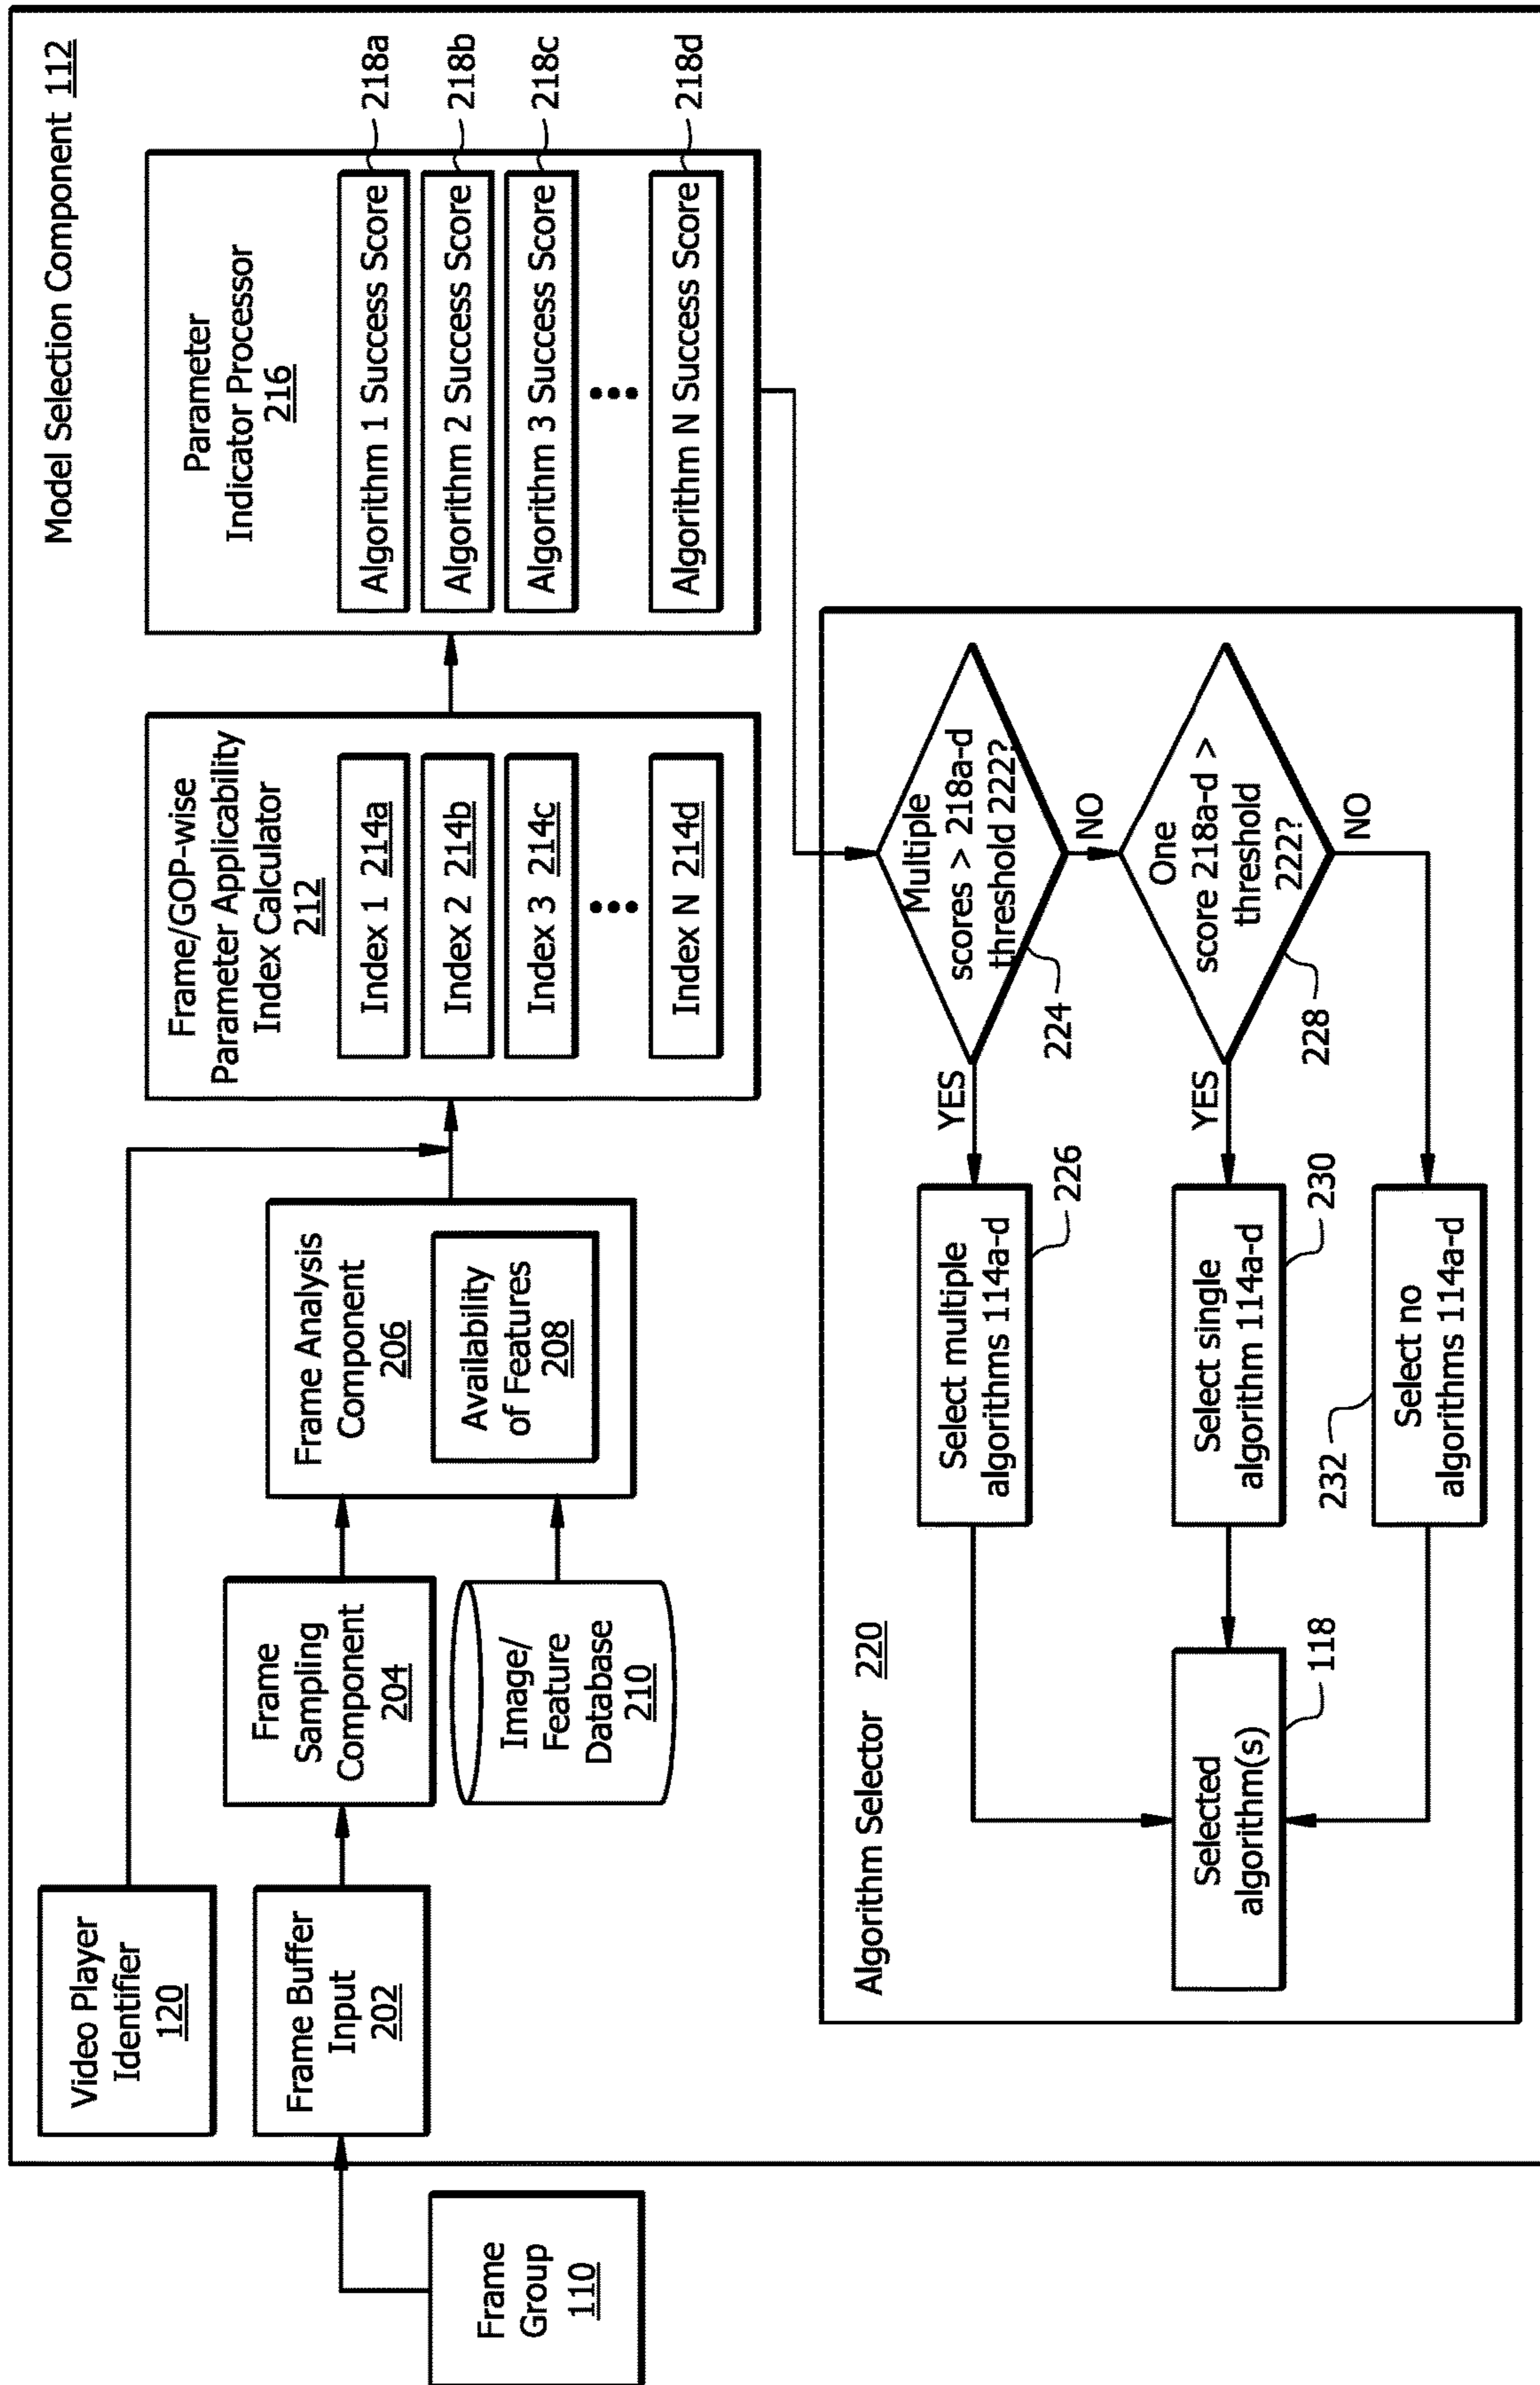 Model Selection Component 112
Video Player
Identifier
120
Frame
Group
110
Frame Buffer
Input
202
Frame
Sampling
Component
204
Image/
Feature
Database
210
Frame Analysis
Component
206
Availability
of Features
208
Frame/GOP-wise
Parameter Applicability
Index Calculator
212
Index 1 214a
Index 2 214b
Index 3 214c
Index N 214d
Parameter
Indicator Processor
216
Algorithm 1 Success Score
218a
Algorithm 2 Success Score
218b
Algorithm 3 Success Score
218c
Algorithm N Success Score
218d
Algorithm Selector 220
Multiple
scores > 218a-d
threshold 222?
224
YES
NO
Select multiple
algorithms 114a-d
226
One
score 218a-d >
threshold
222?
228
YES
NO
Select single
algorithm 114a-d
230
Select no
algorithms 114a-d
232
Selected
algorithm(s)
118